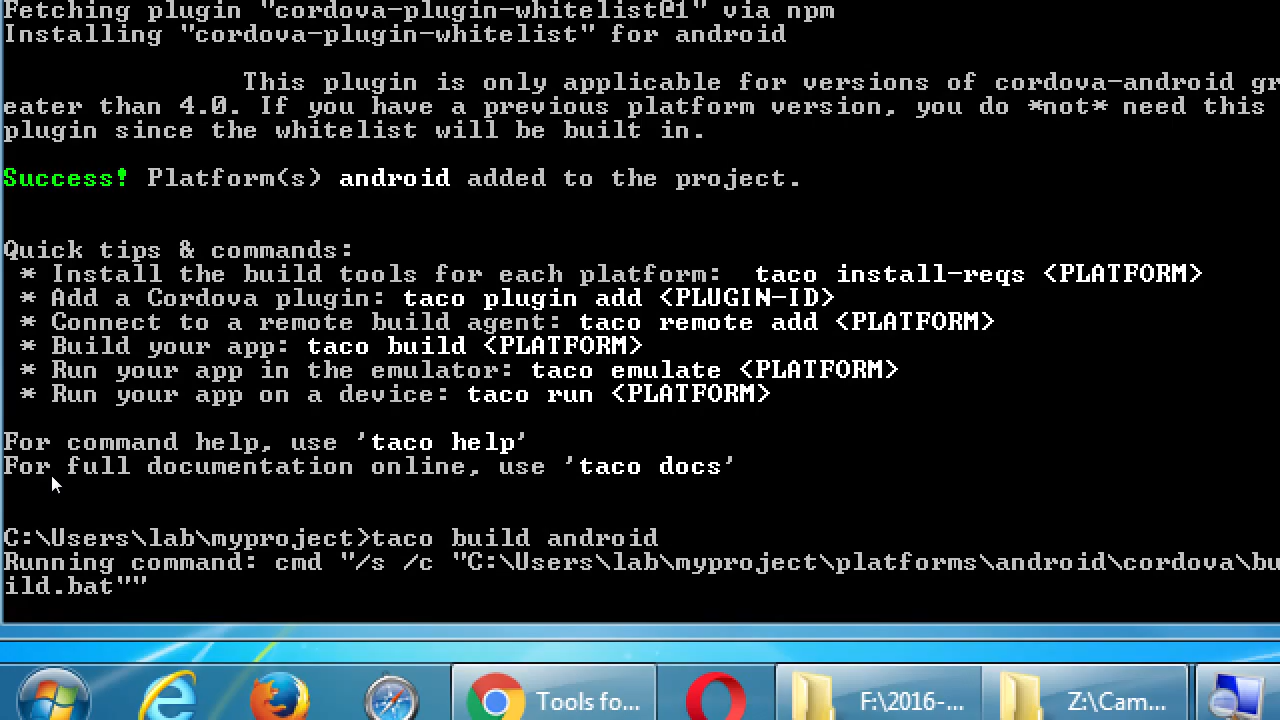 Fetching plugin "cordova-plugin-whitelist@1" via npm
Installing "cordova-plugin-whitelist" for android
This plugin is only applicable for versions of cordova-android gr
eater than 4.0. If you have a previous platform version, you do *not* need this
plugin since the whitelist will be built in.
Success! Platform(s) android added to the project.
Quick tips & commands:
* Install the build tools for each platform: taco install-reqs <PLATFORM>
* Add a Cordova plugin: taco plugin add <PLUGIN-ID>
* Connect to a remote build agent: taco remote add <PLATFORM>
* Build your app: taco build <PLATFORM>
* Run your app in the emulator: taco emulate <PLATFORM>
* Run your app on a device: taco run <PLATFORM>
For command help, use 'taco help'
For full documentation online, use 'taco docs'
C:\Users\lab\myproject>taco build android
Running command: cmd "/s /c "C:\Users\lab\myproject\platforms\android\cordova\bu
ild.bat""
Tools fo... F:\2016-... Z:\Cam...